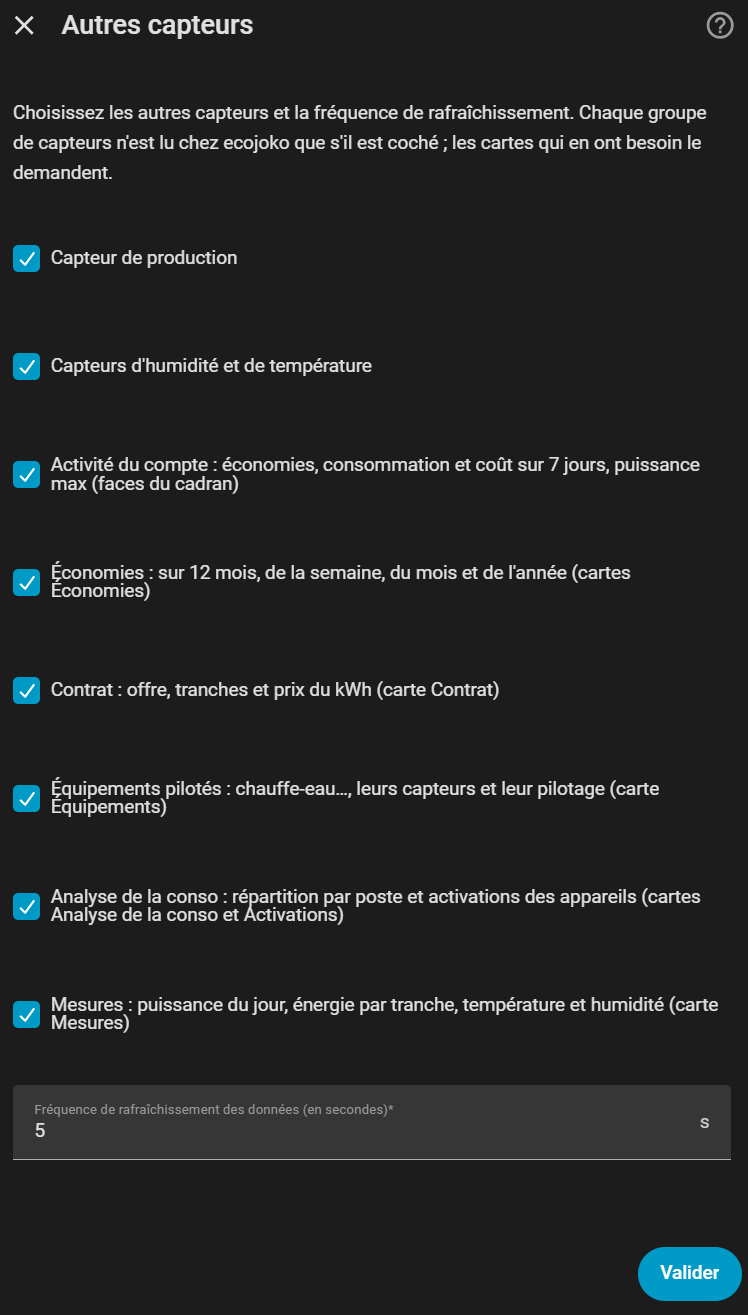 Autres capteurs
Choisissez les autres capteurs et la fréquence de rafraîchissement. Chaque groupe
de capteurs n'est lu chez ecojoko que s'il est coché ; les cartes qui en ont besoin le
demandent.
Capteur de production
Capteurs d'humidité et de température
Activité du compte : économies, consommation et coût sur 7 jours, puissance
max (faces du cadran)
Économies : sur 12 mois, de la semaine, du mois et de l'année (cartes
Économies)
Contrat : offre, tranches et prix du kWh (carte Contrat)
Équipements pilotés : chauffe-eau…, leurs capteurs et leur pilotage (carte
Équipements)
Analyse de la conso : répartition par poste et activations des appareils (cartes
Analyse de la conso et Activations)
Mesures : puissance du jour, énergie par tranche, température et humidité (carte
Mesures)
Fréquence de rafraîchissement des données (en secondes)*
5
s
Valider